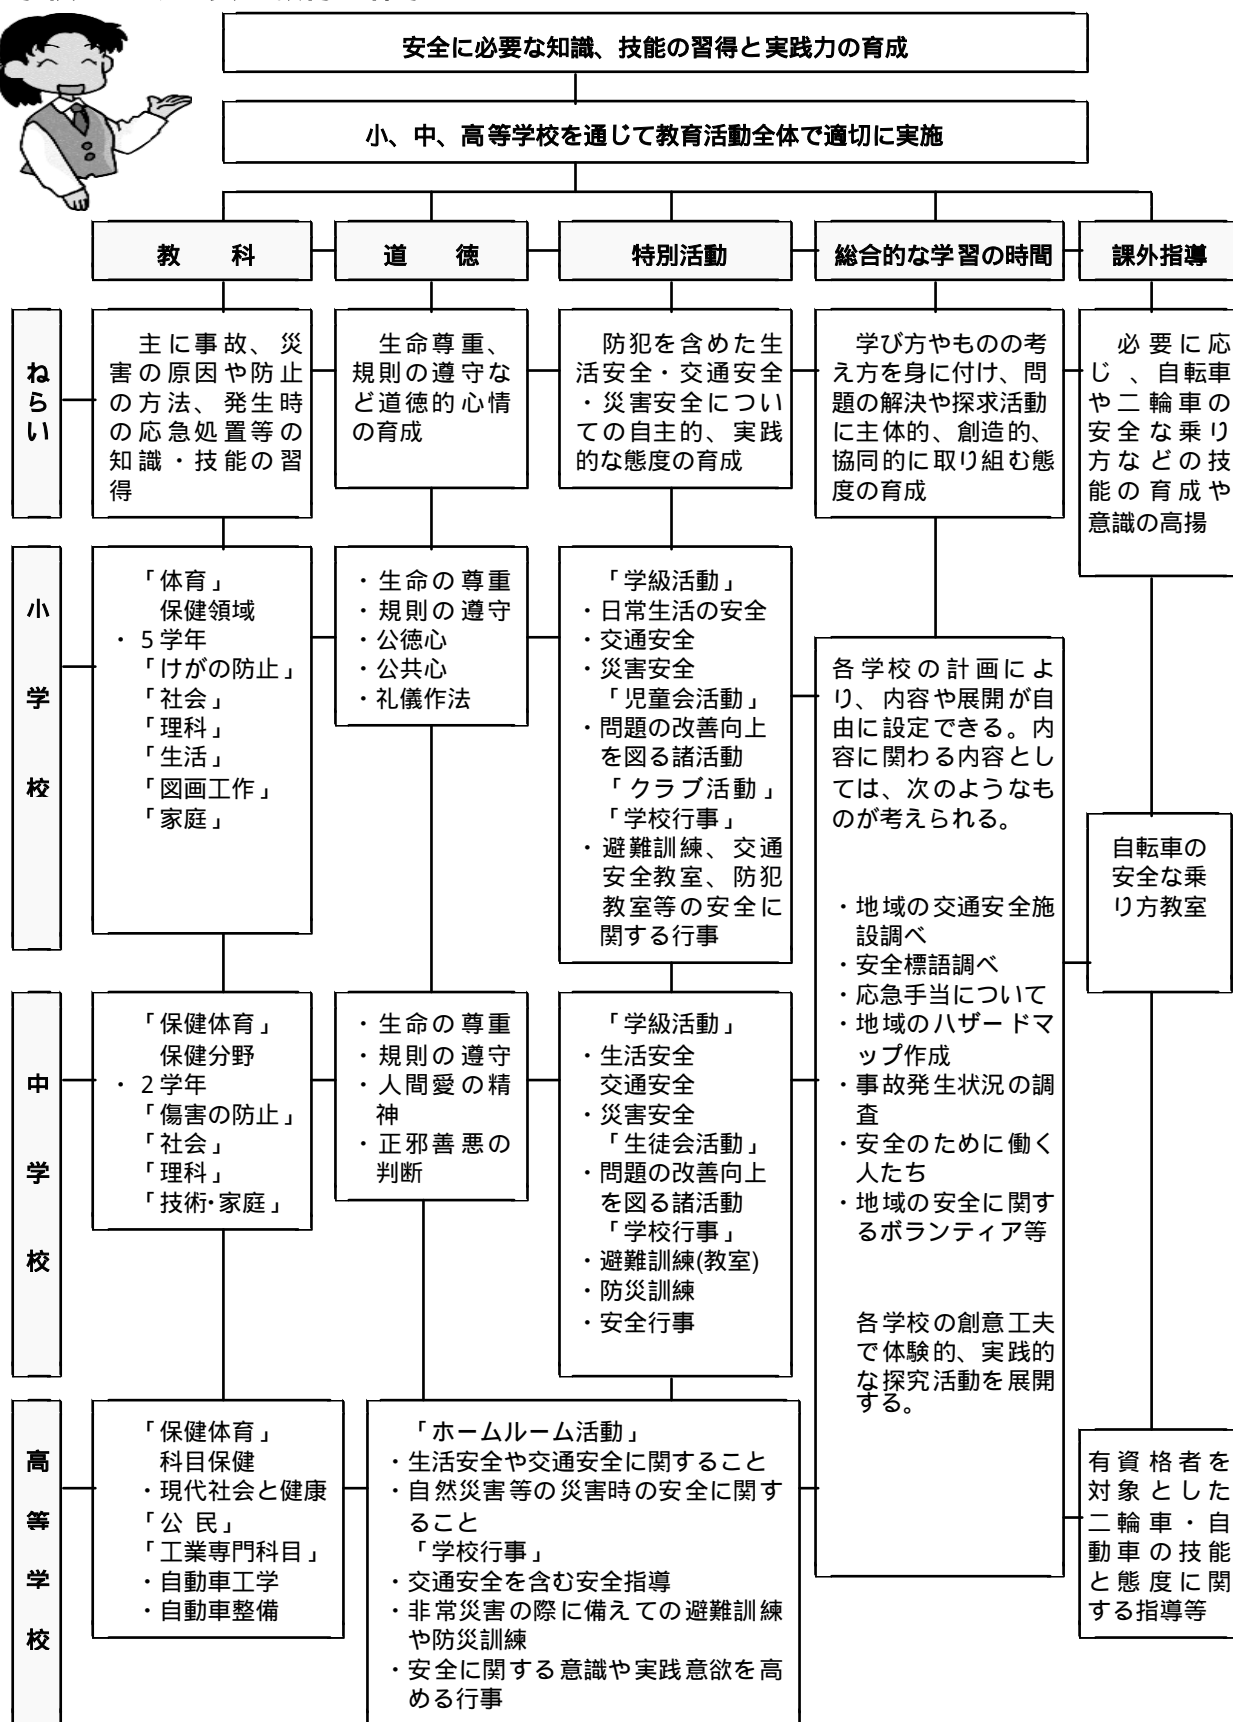 安全に必要な知識、技能の習得と実践力の育成
小、中、高等学校を通じて教育活動全体で適切に実施
教　科
道　徳
特別活動
総合的な学習の時間
課外指導
ねらい
主に事故、災
害の原因や防止
の方法、発生時
の応急処置等の
知識・技能の習
得
生命尊重、
規則の遵守な
ど道徳的心情
の育成
防犯を含めた生
活安全・交通安全
・災害安全につい
ての自主的、実践
的な態度の育成
学び方やものの考
え方を身に付け、問
題の解決や探求活動
に主体的、創造的、
協同的に取り組む態
度の育成
必要に応
じ、自転車
や二輪車の
安全な乗り
方などの技
能の育成や
意識の高揚
小学校
「体育」
保健領域
・5学年
「けがの防止」
「社会」
「理科」
「生活」
「図画工作」
「家庭」
・生命の尊重
・規則の遵守
・公徳心
・公共心
・礼儀作法
「学級活動」
・日常生活の安全
・交通安全
・災害安全
「児童会活動」
・問題の改善向上
を図る諸活動
「クラブ活動」
「学校行事」
・避難訓練、交通
安全教室、防犯
教室等の安全に
関する行事
各学校の計画によ
り、内容や展開が自
由に設定できる。内
容に関わる内容とし
ては、次のようなも
のが考えられる。
・地域の交通安全施
設調べ
・安全標語調べ
・応急手当について
・地域のハザードマ
ップ作成
・事故発生状況の調
査
・安全のために働く
人たち
・地域の安全に関す
るボランティア等
各学校の創意工夫
で体験的、実践的
な探究活動を展開
する。
自転車の
安全な乗
り方教室
中学校
「保健体育」
保健分野
・2学年
「傷害の防止」
「社会」
「理科」
「技術・家庭」
・生命の尊重
・規則の遵守
・人間愛の精
神
・正邪善悪の
判断
「学級活動」
・生活安全
交通安全
・災害安全
「生徒会活動」
・問題の改善向上
を図る諸活動
「学校行事」
・避難訓練(教室)
・防災訓練
・安全行事
高等学校
「保健体育」
科目保健
・現代社会と健康
「公 民」
「工業専門科目」
・自動車工学
・自動車整備
「ホームルーム活動」
・生活安全や交通安全に関すること
・自然災害等の災害時の安全に関す
ること
「学校行事」
・交通安全を含む安全指導
・非常災害の際に備えての避難訓練
や防災訓練
・安全に関する意識や実践意欲を高
める行事
有資格者を
対象とした
二輪車・自
動車の技能
と態度に関
する指導等